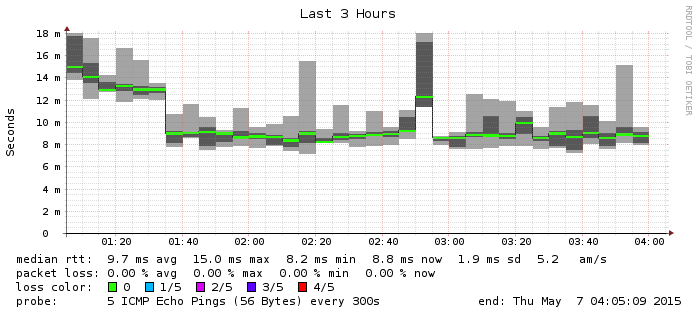 Last 3 Hours
RRDTOOL / TOBI OETIKER
Seconds
18 m
16 m
14 m
12 m
10 m
8 m
6 m
4 m
2 m
0
01:20 01:40 02:00 02:20 02:40 03:00 03:20 03:40 04:00
median rtt: 9.7 ms avg 15.0 ms max 8.2 ms min 8.8 ms now 1.9 ms sd 5.2 am/s
packet loss: 0.00 % avg 0.00 % max 0.00 % min 0.00 % now
loss color: 0 1/5 2/5 3/5 4/5
probe: 5 ICMP Echo Pings (56 Bytes) every 300s end: Thu May 7 04:05:09 2015